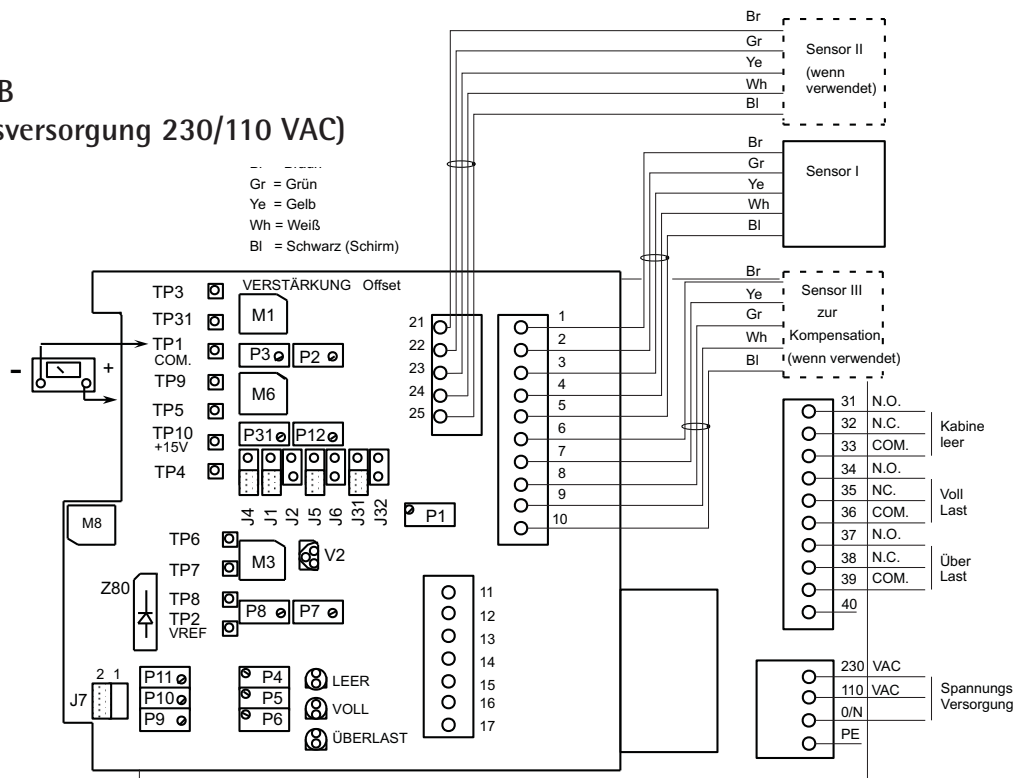 B
sversorgung 230/110 VAC)
Gr = Grün
Ye = Gelb
Wh = Weiß
Bl = Schwarz (Schirm)
Br
Gr
Ye
Wh
Bl
Sensor II
(wenn
verwendet)
Br
Gr
Ye
Wh
Bl
Sensor I
Br
Ye
Gr
Wh
Bl
Sensor III
zur
Kompensation
(wenn verwendet)
VERSTÄRKUNG Offset
TP3
TP31
TP1
COM.
TP9
TP5
TP10
+15V
TP4
- +
M1
P3 P2
M6
P31 P12
J4 J1 J2 J5 J6 J31 J32
P1
M8
TP6
TP7
M3
V2
Z80
TP8
TP2
VREF
P8 P7
2 1
J7
P11
P10
P9
P4
P5
P6
LEER
VOLL
ÜBERLAST
21
22
23
24
25
1
2
3
4
5
6
7
8
9
10
11
12
13
14
15
16
17
31 N.O.
32 N.C.
33 COM.
Kabine
leer
34 N.O.
35 NC.
36 COM.
Voll
Last
37 N.O.
38 N.C.
39 COM.
Über
Last
40
230 VAC
110 VAC
0/N
PE
Spannungs
Versorgung